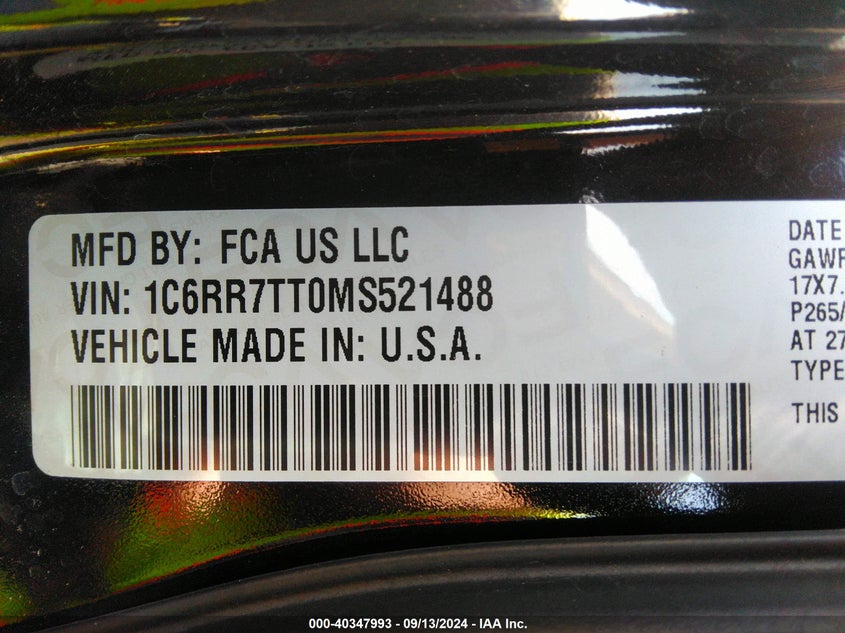 MFD BY: FCA US LLC
VIN: 1C6RR7TT0MS521488
VEHICLE MADE IN: U.S.A.
DATE
GAWR
17X7.
P265/
AT 27
TYPE
THIS
000-40347993 - 09/13/2024 - IAA Inc.